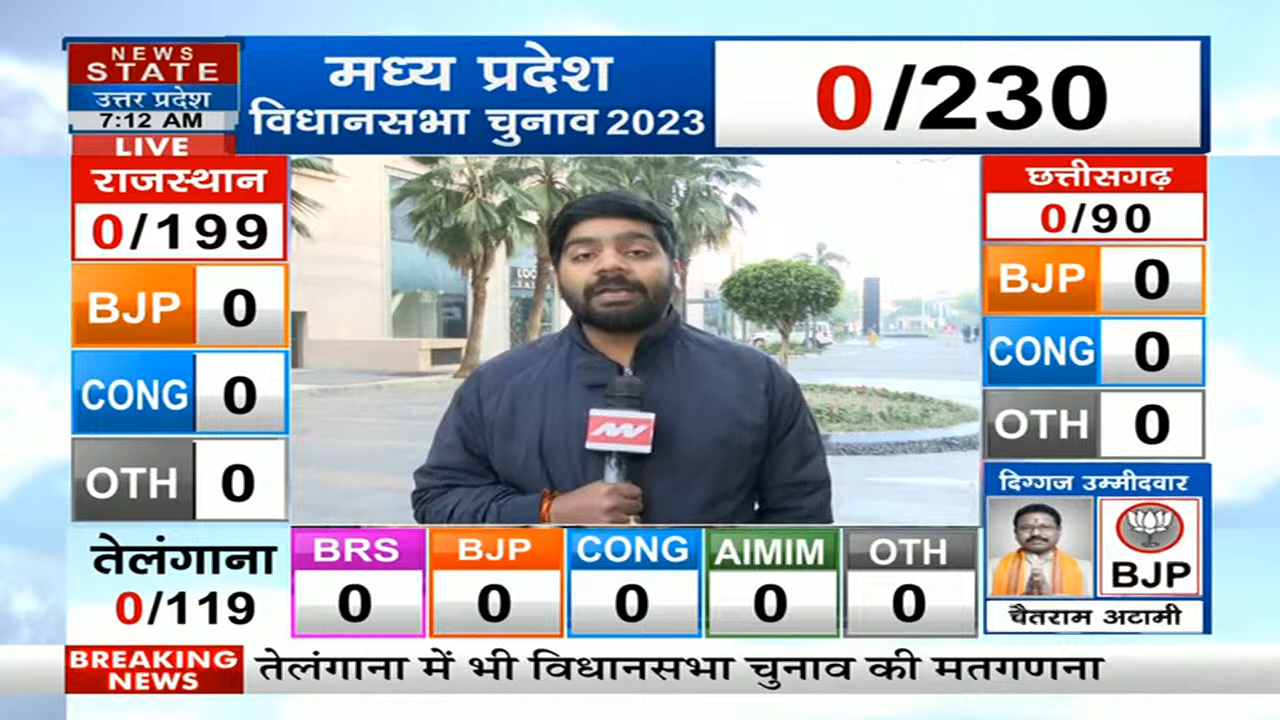 NEWS
STATE
उत्तर प्रदेश
7:12 AM
LIVE
मध्य प्रदेश
विधानसभा चुनाव 2023
0/230
राजस्थान
0/199
BJP 0
CONG 0
OTH 0
छत्तीसगढ़
0/90
BJP 0
CONG 0
OTH 0
दिग्गज उम्मीदवार
BJP
चैतराम अटामी
तेलंगाना
0/119
BRS BJP CONG AIMIM OTH
0 0 0 0 0
BREAKING
NEWS
तेलंगाना में भी विधानसभा चुनाव की मतगणना